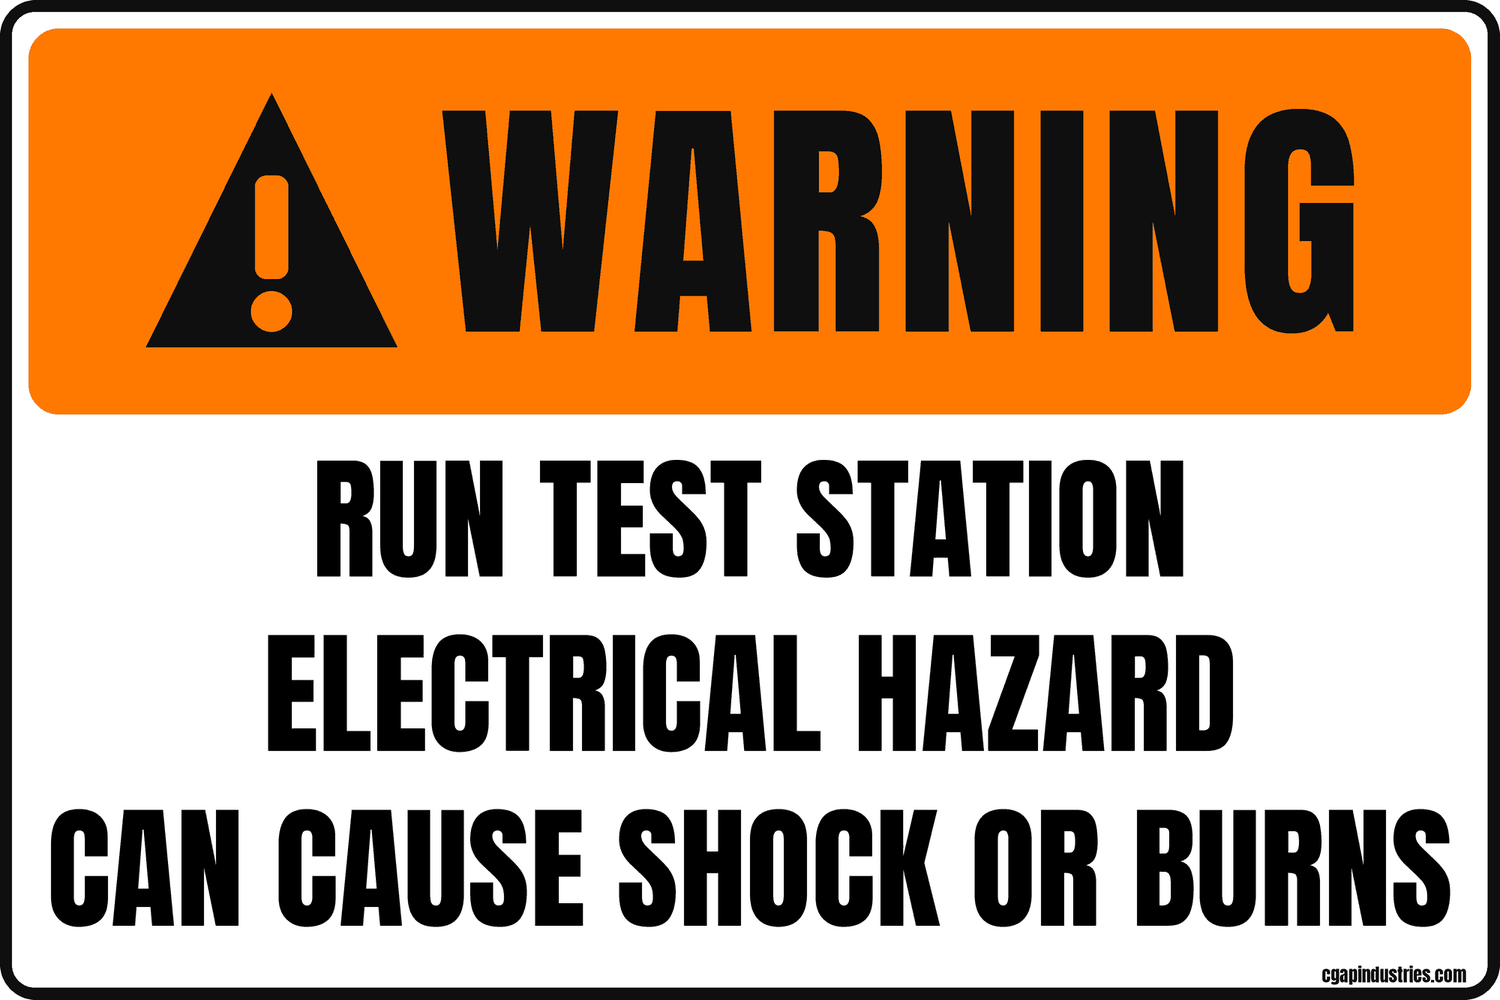 WARNING
RUN TEST STATION
ELECTRICAL HAZARD
CAN CAUSE SHOCK OR BURNS
cgapindustries.com